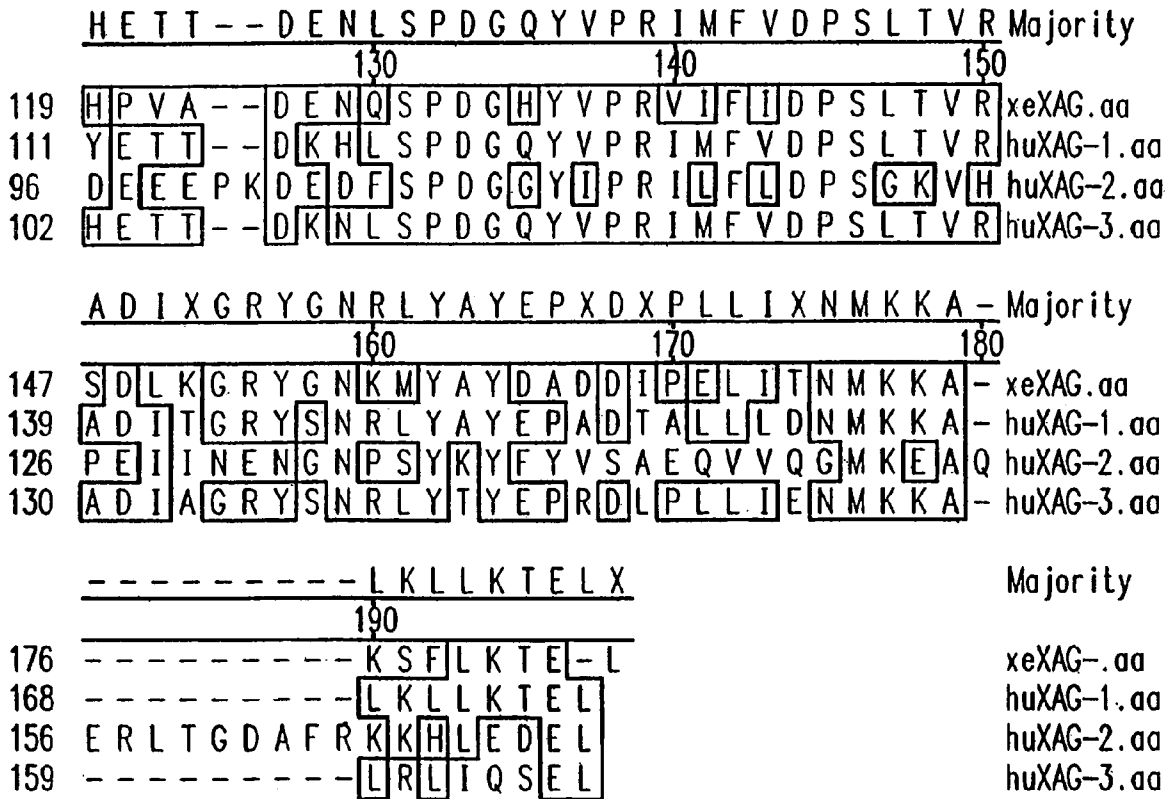 H E T T - - D E N L S P D G Q Y V P R I M F V D P S L T V R Majority
130 140 150
119 H P V A - - D E N Q S P D G H Y V P R V I F I D P S L T V R xeXAG.aa
111 Y E T T - - D K H L S P D G Q Y V P R I M F V D P S L T V R huXAG-1.aa
96 D E E E P K D E D F S P D G G Y I P R I L F L D P S G K V H huXAG-2.aa
102 H E T T - - D K N L S P D G Q Y V P R I M F V D P S L T V R huXAG-3.aa
A D I X G R Y G N R L Y A Y E P X D X P L L I X N M K K A - Majority
160 170 180
147 S D L K G R Y G N K M Y A Y D A D D I P E L I T N M K K A - xeXAG.aa
139 A D I T G R Y S N R L Y A Y E P A D T A L L L D N M K K A - huXAG-1.aa
126 P E I I N E N G N P S Y K Y F Y V S A E Q V V Q G M K E A Q huXAG-2.aa
130 A D I A G R Y S N R L Y T Y E P R D L P L L I E N M K K A - huXAG-3.aa
- - - - - - - - - L K L L K T E L X Majority
190
176 - - - - - - - - - K S F L K T E - L xeXAG-.aa
168 - - - - - - - - - L K L L K T E L huXAG-1.aa
156 E R L T G D A F R K K H L E D E L huXAG-2.aa
159 - - - - - - - - - L R L I Q S E L huXAG-3.aa